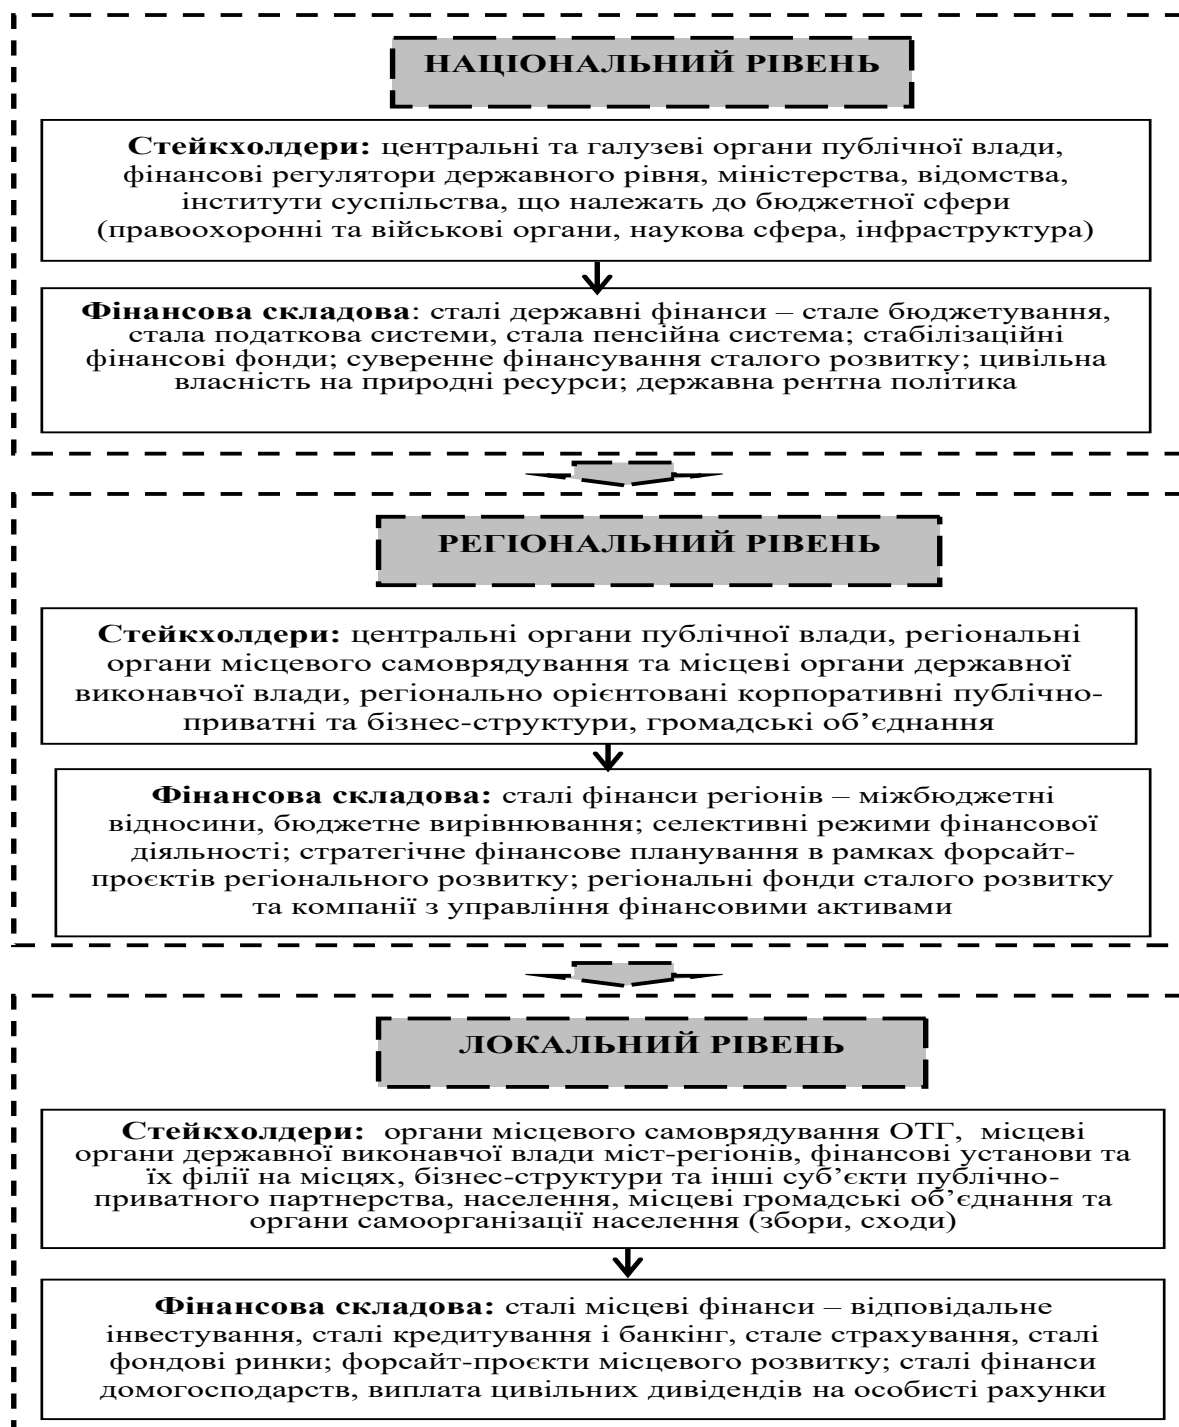 НАЦІОНАЛЬНИЙ РІВЕНЬ
Стейкхолдери: центральні та галузеві органи публічної влади,
фінансові регулятори державного рівня, міністерства, відомства,
інститути суспільства, що належать до бюджетної сфери
(правоохоронні та військові органи, наукова сфера, інфраструктура)
Фінансова складова: сталі державні фінанси – стале бюджетування,
стала податкова системи, стала пенсійна система; стабілізаційні
фінансові фонди; суверенне фінансування сталого розвитку; цивільна
власність на природні ресурси; державна рентна політика
РЕГІОНАЛЬНИЙ РІВЕНЬ
Стейкхолдери: центральні органи публічної влади, регіональні
органи місцевого самоврядування та місцеві органи державної
виконавчої влади, регіонально орієнтовані корпоративні публічно-
приватні та бізнес-структури, громадські об’єднання
Фінансова складова: сталі фінанси регіонів – міжбюджетні
відносини, бюджетне вирівнювання; селективні режими фінансової
діяльності; стратегічне фінансове планування в рамках форсайт-
проєктів регіонального розвитку; регіональні фонди сталого розвитку
та компанії з управління фінансовими активами
ЛОКАЛЬНИЙ РІВЕНЬ
Стейкхолдери: органи місцевого самоврядування ОТГ, місцеві
органи державної виконавчої влади міст-регіонів, фінансові установи та
їх філії на місцях, бізнес-структури та інші суб’єкти публічно-
приватного партнерства, населення, місцеві громадські об’єднання та
органи самоорганізації населення (збори, сходи)
Фінансова складова: сталі місцеві фінанси – відповідальне
інвестування, сталі кредитування і банкінг, стале страхування, сталі
фондові ринки; форсайт-проєкти місцевого розвитку; сталі фінанси
домогосподарств, виплата цивільних дивідендів на особисті рахунки